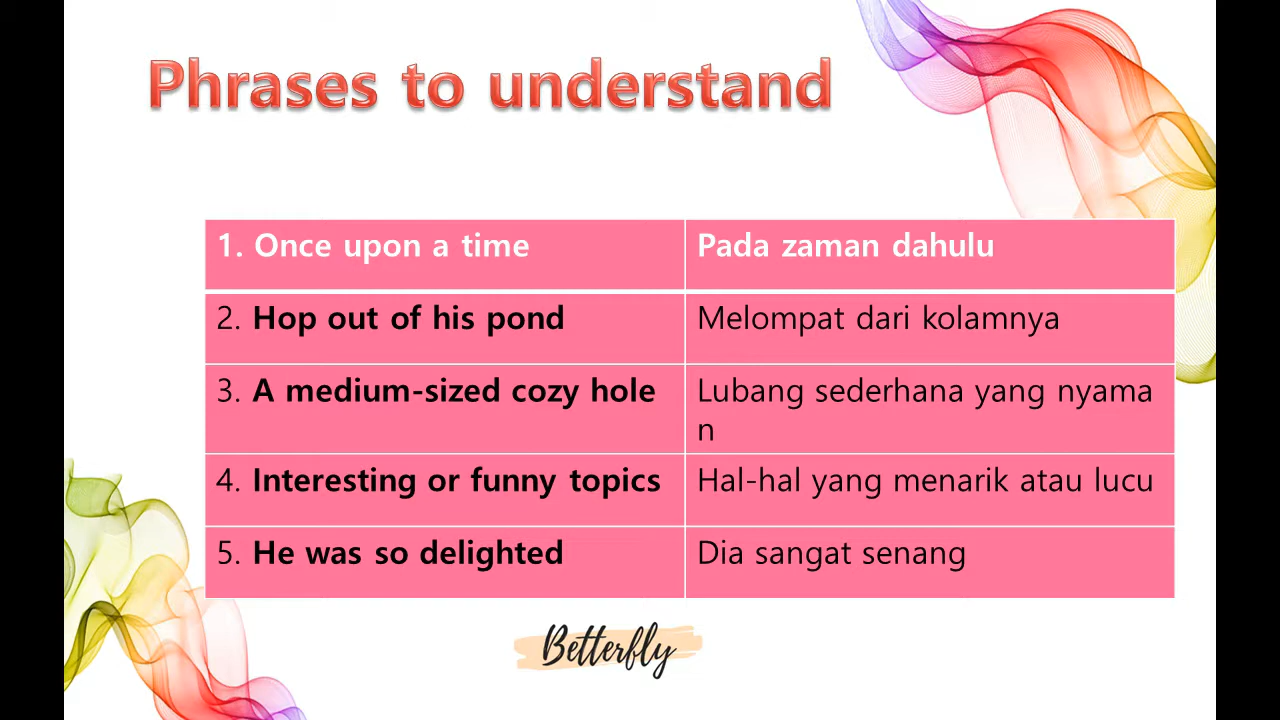 Phrases to understand
1. Once upon a time
Pada zaman dahulu
2. Hop out of his pond
Melompat dari kolamnya
3. A medium-sized cozy hole
Lubang sederhana yang nyama
n
4. Interesting or funny topics
Hal-hal yang menarik atau lucu
5. He was so delighted
Dia sangat senang
Betterfly